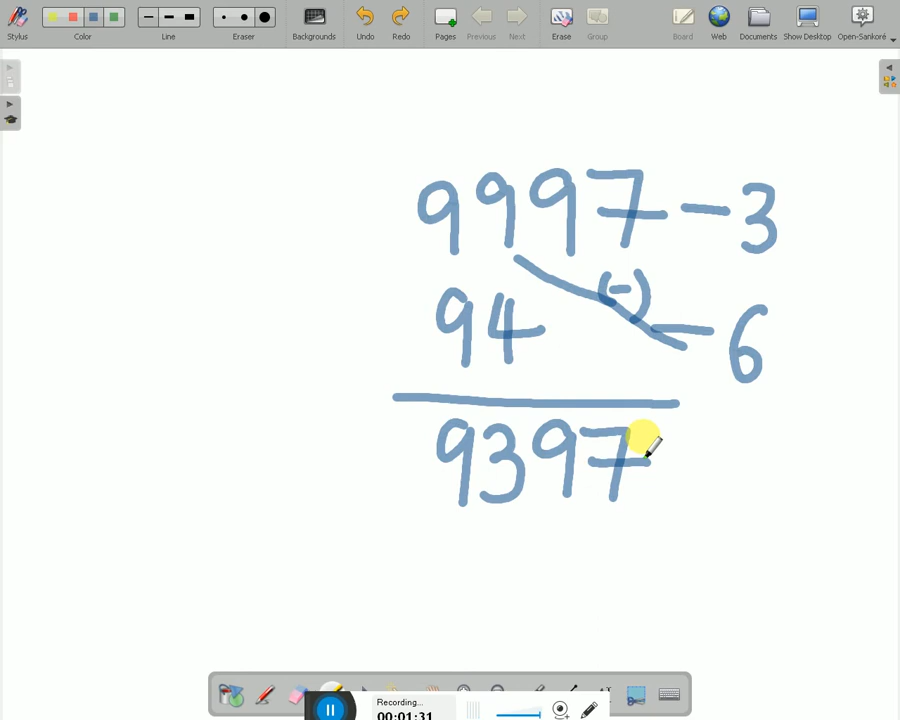 Stylus Color Line Eraser Backgrounds Undo Redo Pages Previous Next Erase Group Board Web Documents Show Desktop Open-Sankoré
9997 - 3
(-)
94 - 6
9397
Recording...
00:01:31